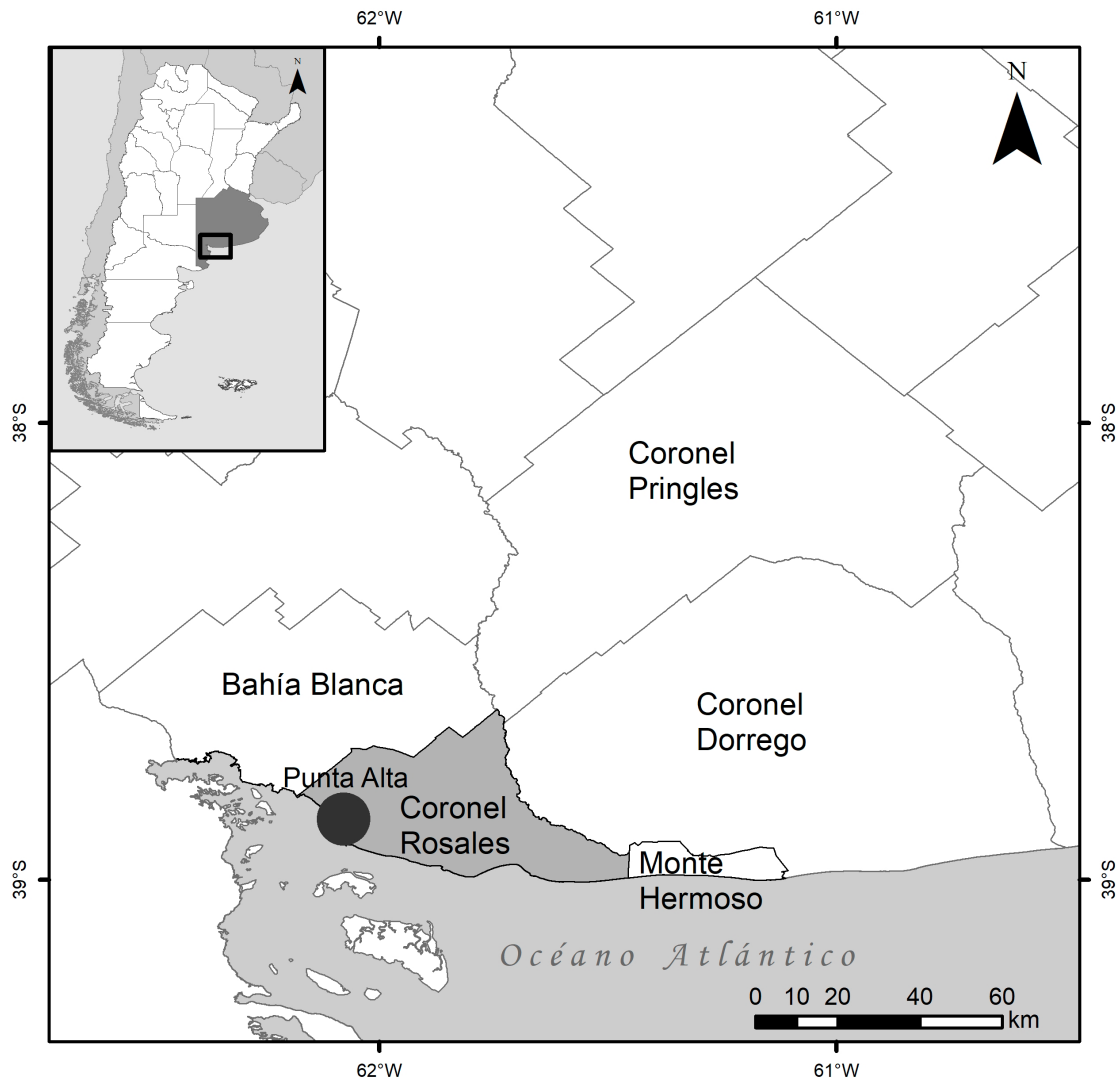 62°W
61°W
N
N
38°S
38°S
Coronel
Pringles
Bahía Blanca
Coronel
Dorrego
Punta Alta
Coronel
Rosales
Monte
Hermoso
39°S
39°S
Océano Atlántico
0 10 20 40 60
km
62°W
61°W